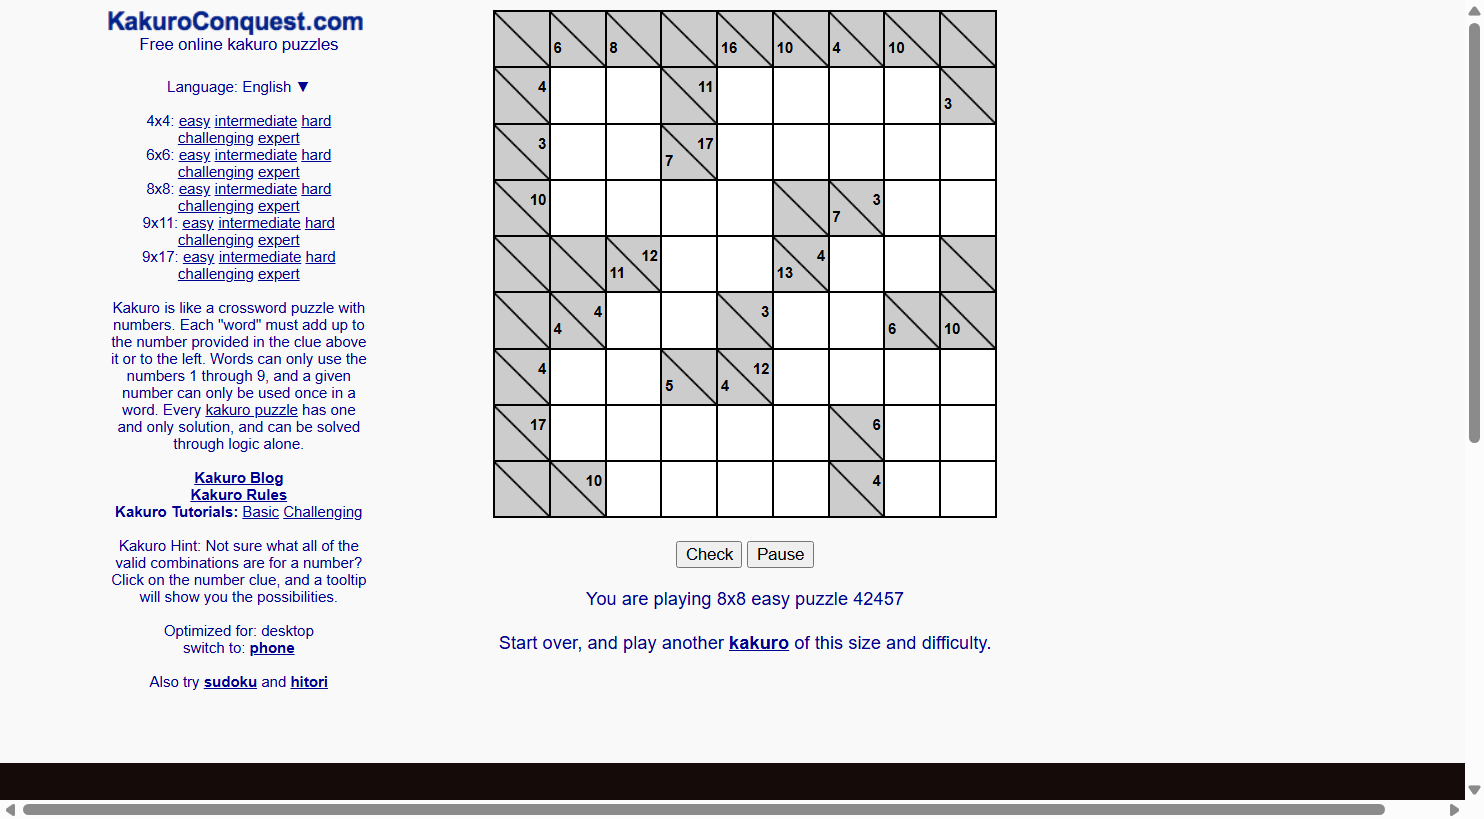 KakuroConquest.com
Free online kakuro puzzles
Language: English ▼
4x4: easy intermediate hard
challenging expert
6x6: easy intermediate hard
challenging expert
8x8: easy intermediate hard
challenging expert
9x11: easy intermediate hard
challenging expert
9x17: easy intermediate hard
challenging expert
Kakuro is like a crossword puzzle with
numbers. Each "word" must add up to
the number provided in the clue above
it or to the left. Words can only use the
numbers 1 through 9, and a given
number can only be used once in a
word. Every kakuro puzzle has one
and only solution, and can be solved
through logic alone.
Kakuro Blog
Kakuro Rules
Kakuro Tutorials: Basic Challenging
Kakuro Hint: Not sure what all of the
valid combinations are for a number?
Click on the number clue, and a tooltip
will show you the possibilities.
Optimized for: desktop
switch to: phone
Also try sudoku and hitori
6 8 16 10 4 10
4 11 3
3 17 7
10 3 7
12 11 4 13
4 4 3 6 10
4 5 12 4
17 6
10 4
Check Pause
You are playing 8x8 easy puzzle 42457
Start over, and play another kakuro of this size and difficulty.